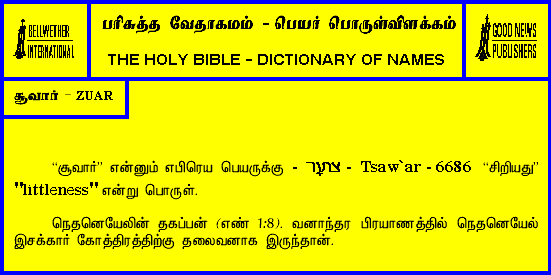 BELLWETHER
INTERNATIONAL
பரிசுத்த வேதாகமம் - பெயர் பொருள்விளக்கம்
THE HOLY BIBLE - DICTIONARY OF NAMES
GOOD NEWS
PUBLISHERS
சூவார் - ZUAR
“சூவார்” என்னும் எபிரெய பெயருக்கு - צוער - Tsaw`ar - 6686 “சிறியது”
"littleness" என்று பொருள்.
நெதனெயேலின் தகப்பன் (எண் 1:8). வனாந்தர பிரயாணத்தில் நெதனெயேல்
இசக்கார் கோத்திரத்திற்கு தலைவனாக இருந்தான்.